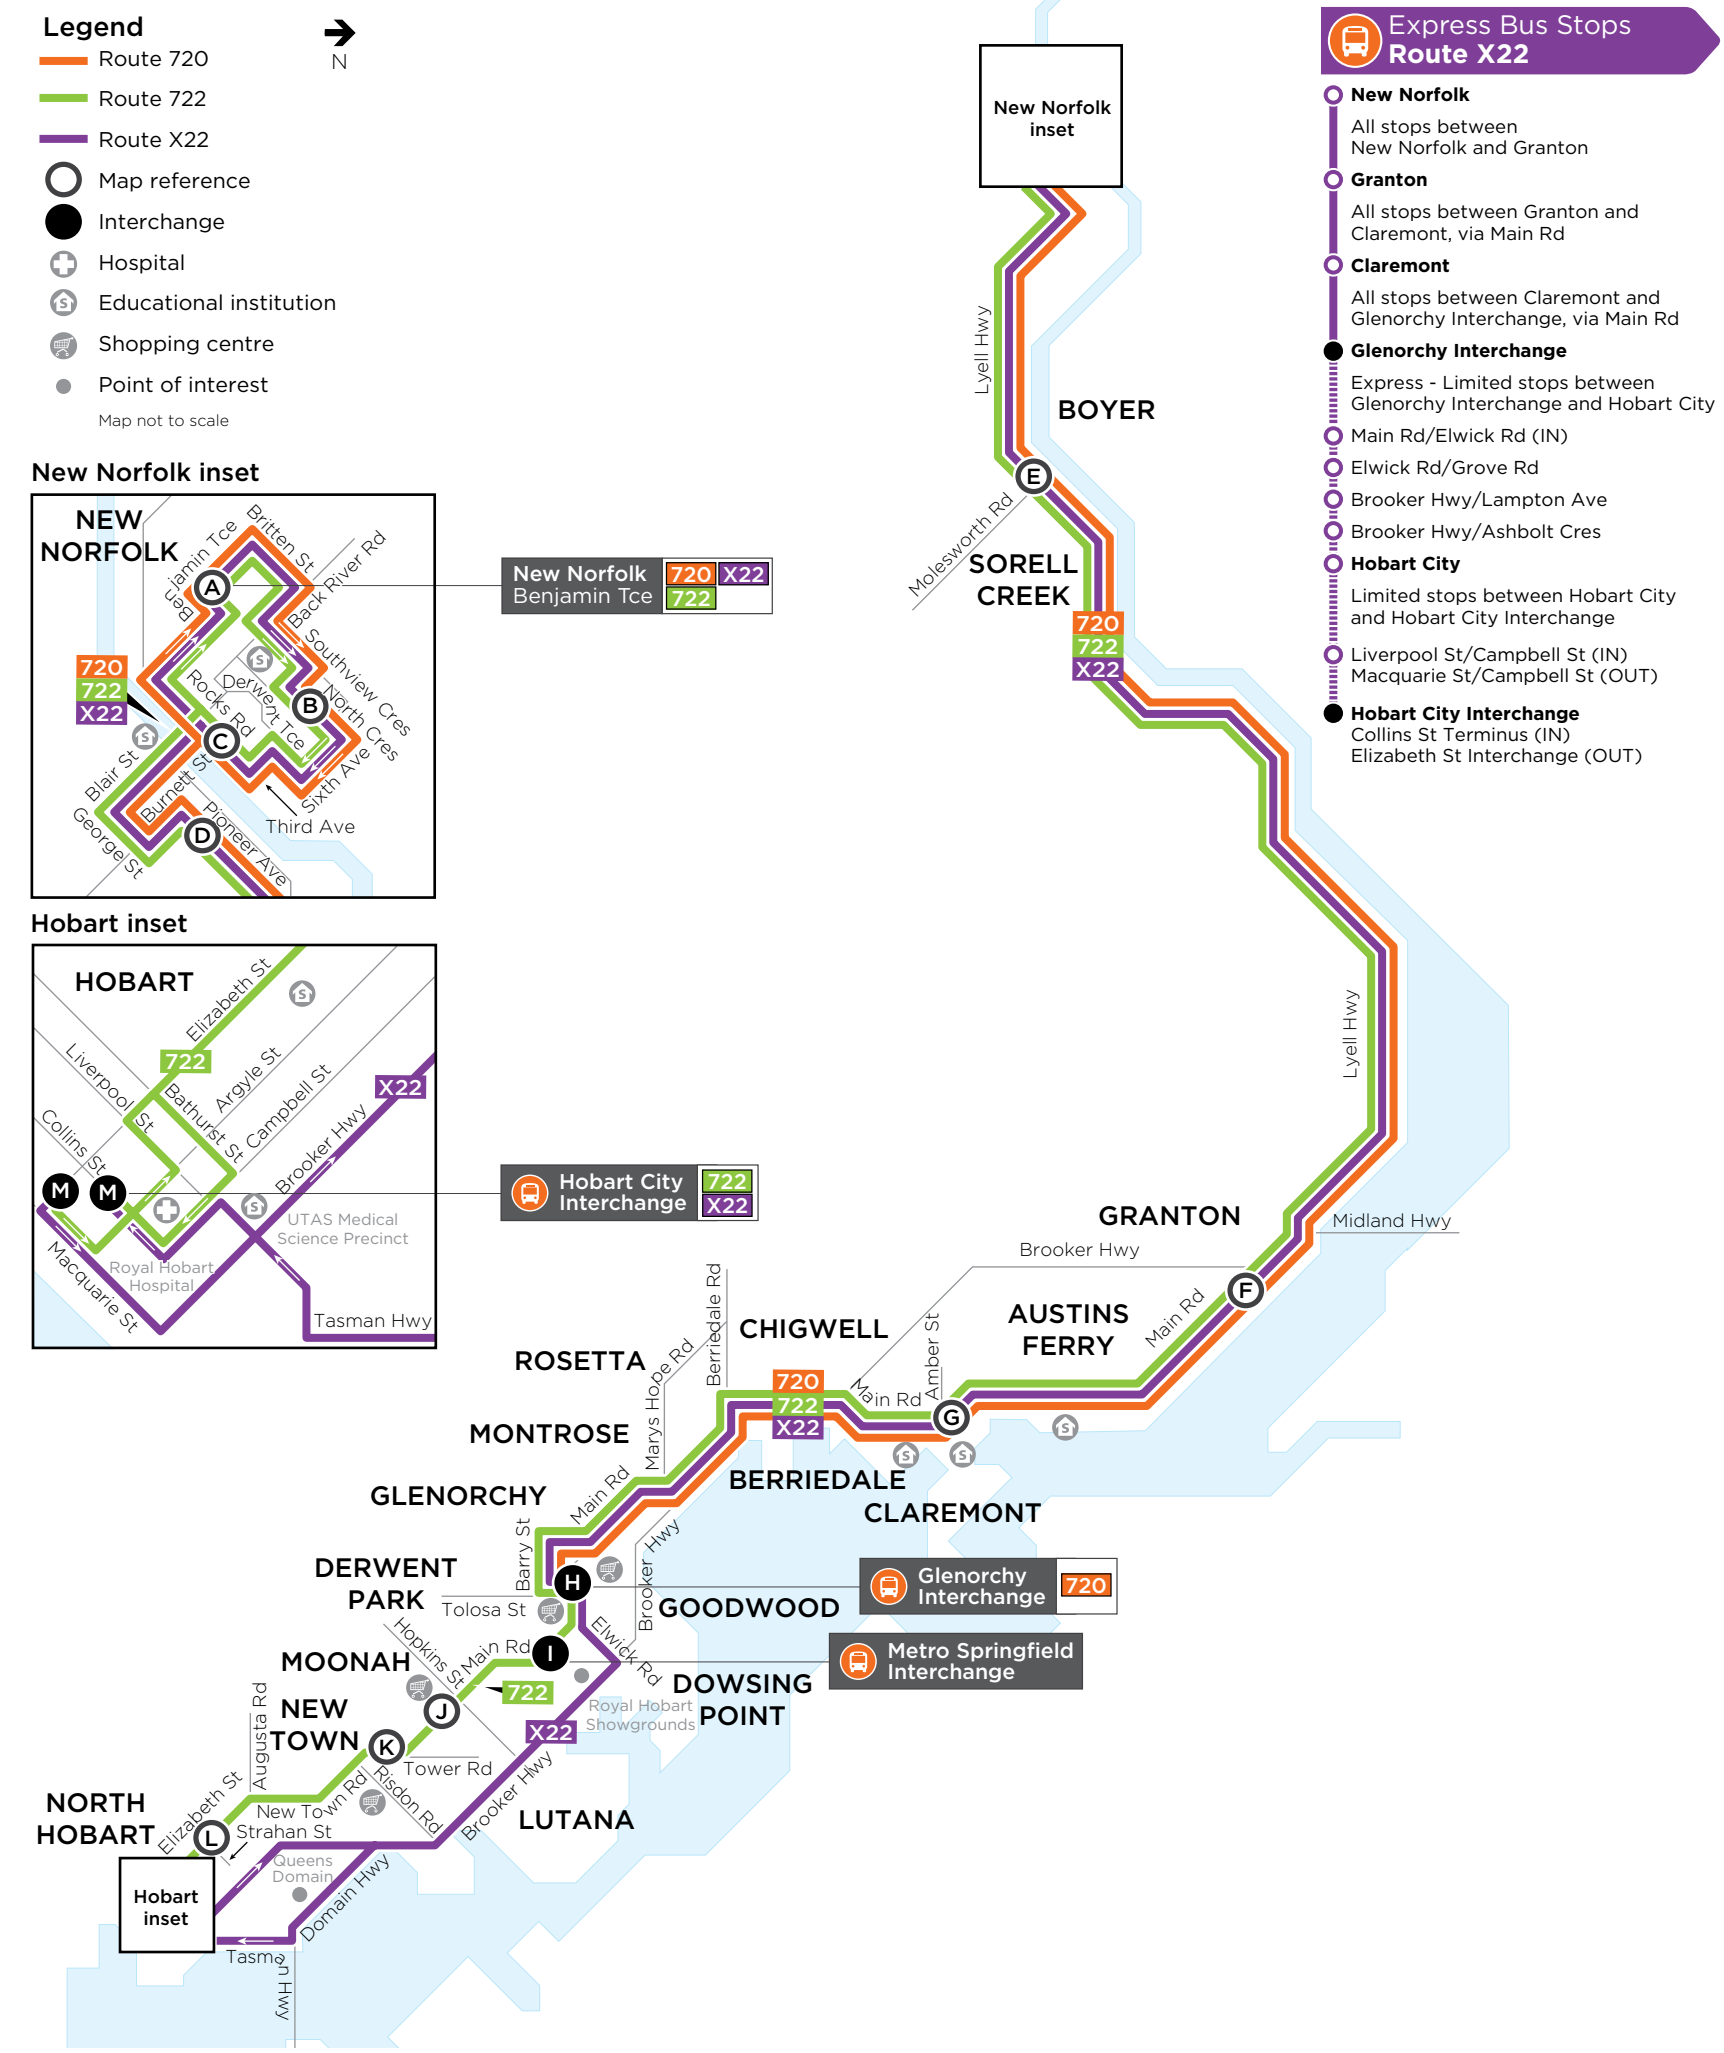 Legend
N
Route 720
Route 722
Route X22
Map reference
Interchange
Hospital
Educational institution
Shopping centre
Point of interest
Map not to scale
New Norfolk
inset
Express Bus Stops
Route X22
New Norfolk
All stops between
New Norfolk and Granton
Granton
All stops between Granton and
Claremont, via Main Rd
Claremont
All stops between Claremont and
Glenorchy Interchange, via Main Rd
Glenorchy Interchange
Express - Limited stops between
Glenorchy Interchange and Hobart City
Main Rd/Elwick Rd (IN)
Elwick Rd/Grove Rd
Brooker Hwy/Lampton Ave
Brooker Hwy/Ashbolt Cres
Hobart City
Limited stops between Hobart City
and Hobart City Interchange
Liverpool St/Campbell St (IN)
Macquarie St/Campbell St (OUT)
Hobart City Interchange
Collins St Terminus (IN)
Elizabeth St Interchange (OUT)
New Norfolk inset
NEW
NORFOLK
Benjamin Tce
Britten St
Back River Rd
A
Southview Cres
North Cres
B
Derwent Tce
Rocks Rd
720
722
X22
C
Blair St
Burnett St
George St
D
Pioneer Ave
Sixth Ave
Third Ave
New Norfolk
Benjamin Tce
720 X22
722
Hobart inset
HOBART
Elizabeth St
722
Argyle St
Campbell St
X22
Liverpool St
Bathurst St
Collins St
Brooker Hwy
M
M
UTAS Medical
Science Precinct
Royal Hobart
Hospital
Macquarie St
Tasman Hwy
Hobart City
Interchange
722
X22
Lyell Hwy
BOYER
E
Molesworth Rd
SORELL
CREEK
720
722
X22
Lyell Hwy
GRANTON
Midland Hwy
Brooker Hwy
F
AUSTINS
FERRY
Main Rd
Amber St
G
Main Rd
CHIGWELL
Berriedale Rd
720
722
X22
ROSETTA
Marys Hope Rd
MONTROSE
BERRIEDALE
CLAREMONT
GLENORCHY
Main Rd
Brooker Hwy
Barry St
DERWENT
PARK
H
Tolosa St
GOODWOOD
Glenorchy
Interchange
720
Hopkins St
Main Rd
I
Elwick Rd
Metro Springfield
Interchange
MOONAH
722
DOWSING
POINT
Royal Hobart
Showgrounds
J
X22
NEW
TOWN
K
Tower Rd
Augusta Rd
Risdon Rd
Brooker Hwy
LUTANA
New Town Rd
NORTH
HOBART
Elizabeth St
L
Strahan St
Queens
Domain
Domain Hwy
Hobart
inset
Tasman Hwy